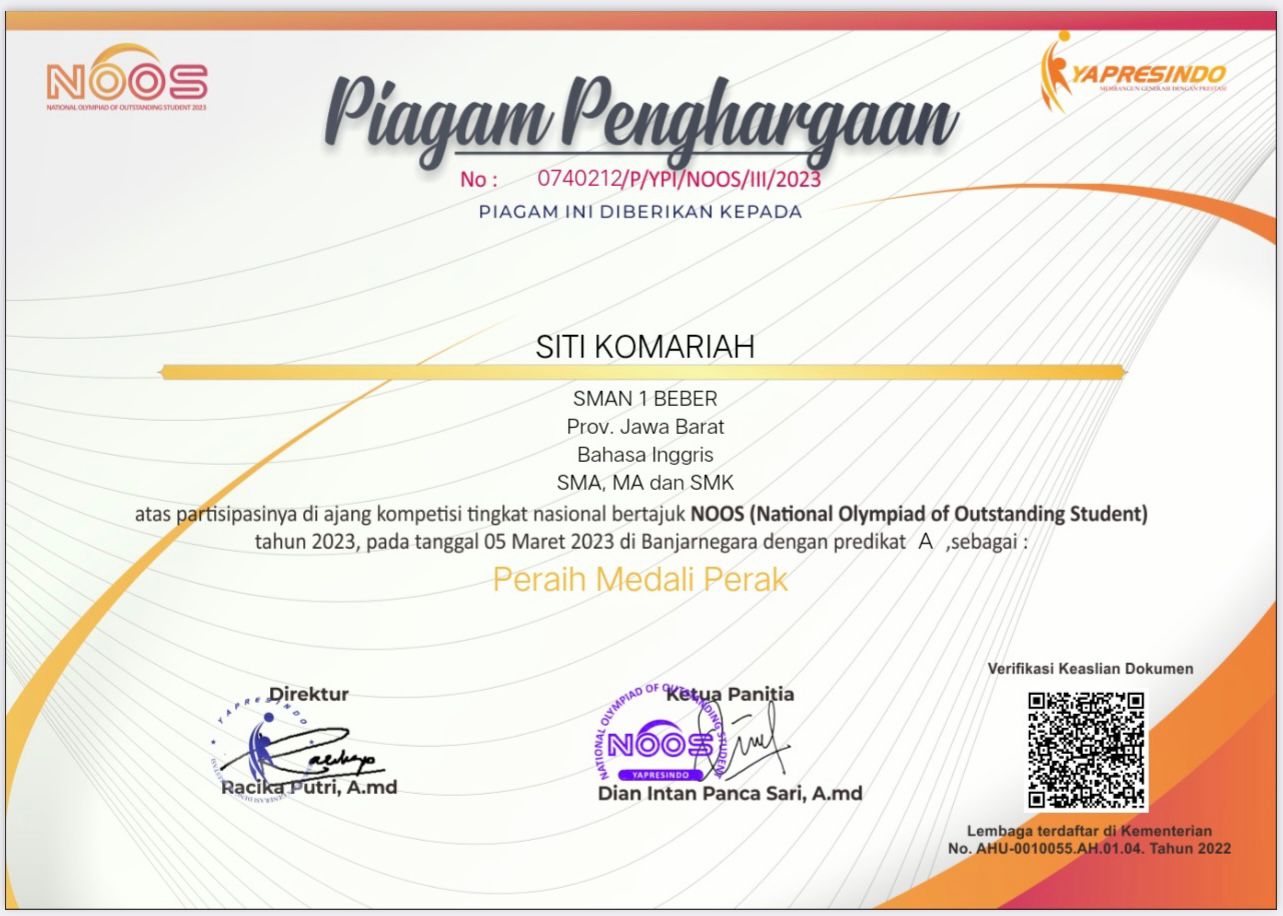 NOOS
NATIONAL OLYMPIAD OF OUTSTANDING STUDENT 2023
YAPRESINDO
MEMBANGUN GENERASI DENGAN PRESTASI
Piagam Penghargaan
No : 0740212/P/YPI/NOOS/III/2023
PIAGAM INI DIBERIKAN KEPADA
SITI KOMARIAH
SMAN 1 BEBER
Prov. Jawa Barat
Bahasa Inggris
SMA, MA dan SMK
atas partisipasinya di ajang kompetisi tingkat nasional bertajuk NOOS (National Olympiad of Outstanding Student)
tahun 2023, pada tanggal 05 Maret 2023 di Banjarnegara dengan predikat A ,sebagai :
Peraih Medali Perak
Direktur
YAPRESINDO
Racika Putri, A.md
Ketua Panitia
NATIONAL OLYMPIAD OF OUTSTANDING STUDENT
NOOS
YAPRESINDO
Dian Intan Panca Sari, A.md
Verifikasi Keaslian Dokumen
Lembaga terdaftar di Kementerian
No. AHU-0010055.AH.01.04. Tahun 2022